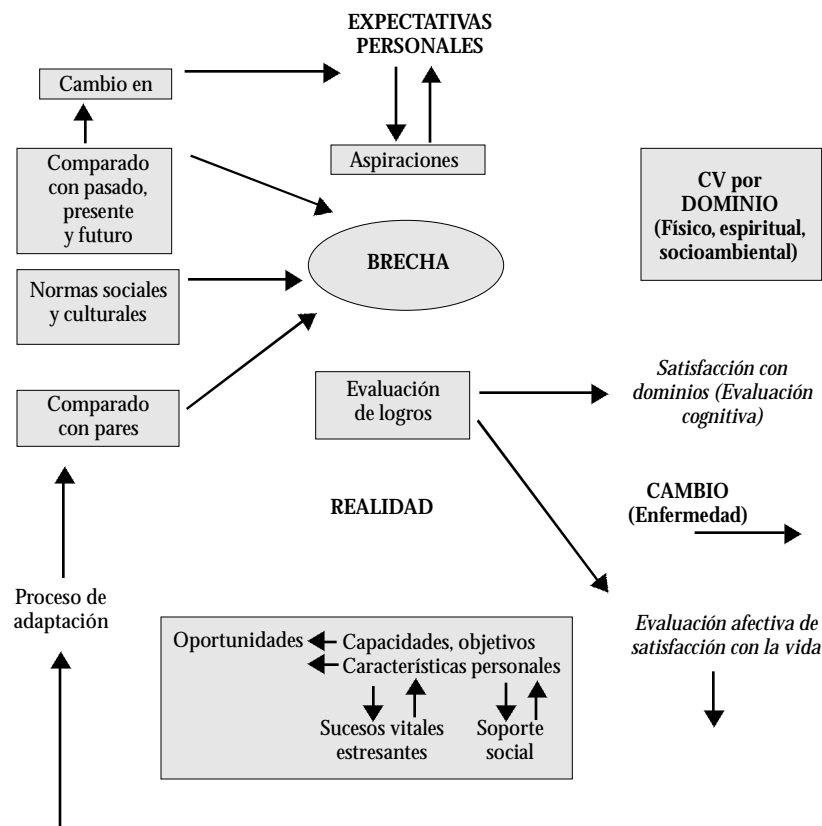 EXPECTATIVAS
PERSONALES
Cambio en
Comparado
con pasado,
presente
y futuro
Aspiraciones
CV por
DOMINIO
(Físico, espiritual,
socioambiental)
BRECHA
Normas sociales
y culturales
Comparado
con pares
Evaluación
de logros
Satisfacción con
dominios (Evaluación
cognitiva)
REALIDAD
CAMBIO
(Enfermedad)
Proceso de
adaptación
Oportunidades
Capacidades, objetivos
Características personales
Sucesos vitales
estresantes
Soporte
social
Evaluación afectiva de
satisfacción con la vida